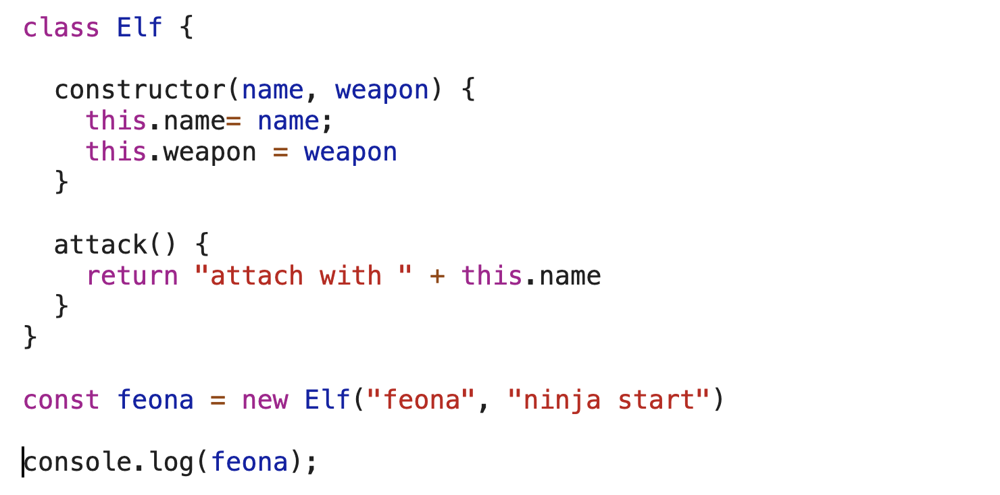 class Elf {
constructor(name, weapon) {
this.name= name;
this.weapon = weapon
}
attack() {
return "attach with " + this.name
}
}
const feona = new Elf("feona", "ninja start")
console.log(feona);